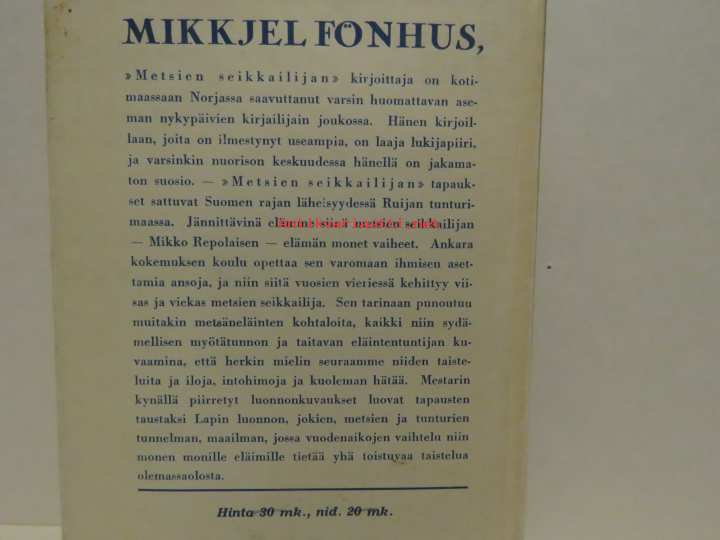 MIKKJEL FÖNHUS,
»Metsien seikkailijan» kirjoittaja on koti-
maassaan Norjassa saavuttanut varsin huomattavan ase-
man nykypäivien kirjailijain joukossa. Hänen kirjoil-
laan, joita on ilmestynyt useampia, on laaja lukijapiiri,
ja varsinkin nuorison keskuudessa hänellä on jakama-
ton suosio. — »Metsien seikkailijan» tapauk-
set sattuvat Suomen rajan läheisyydessä Ruijan tunturi-
maassa. Jännittävinä elämme siinä metsien seikkailijan
— Mikko Repolaisen — elämän monet vaiheet. Ankara
kokemuksen koulu opettaa sen varomaan ihmisen aset-
tamia ansoja, ja niin siitä vuosien vieriessä kehittyy vii-
sas ja viekas metsien seikkailija. Sen tarinaan punoutuu
muitakin metsäneläinten kohtaloita, kaikki niin sydä-
mellisen myötätunnon ja taitavan eläintentuntijan ku-
vaamina, että herkin mielin seuraamme niiden taiste-
luita ja iloja, intohimoja ja kuoleman hätää. Mestarin
kynällä piirretyt luonnonkuvaukset luovat tapausten
taustaksi Lapin luonnon, jokien, metsien ja tunturien
tunnelman, maailman, jossa vuodenaikojen vaihtelu niin
monen monille eläimille tietää yhä toistuvaa taistelua
olemassaolosta.
Hinta 30 mk., nid. 20 mk.